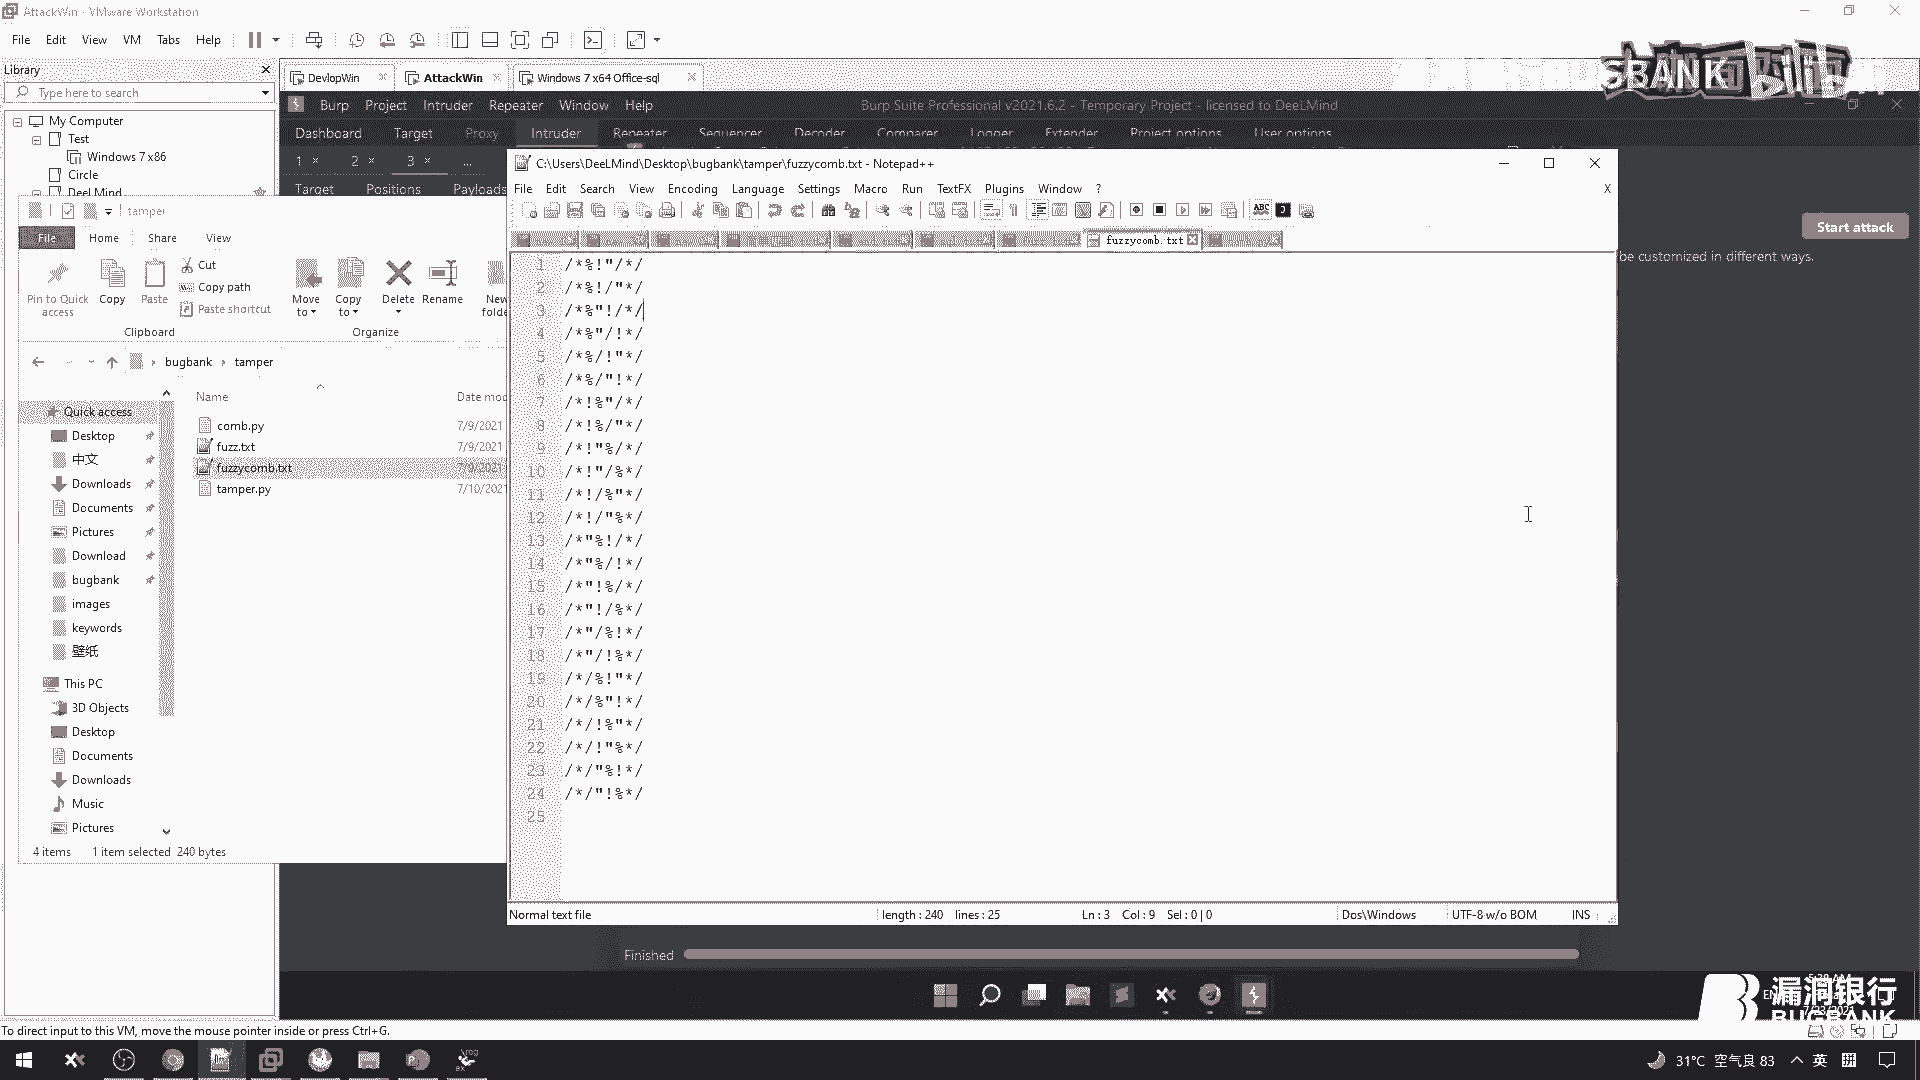 AttackWin - VMware Workstation
File Edit View VM Tabs Help
Library
Type here to search
My Computer
Test
Windows 7 x86
Circle
DeeLMind
DevlopWin
AttackWin
Windows 7 x64 Office-sql
Burp Project Intruder Repeater Window Help
Burp Suite Professional v2021.6.2 - Temporary Project - licensed to DeeLMind
Dashboard Target Proxy Intruder Repeater Sequencer Decoder Comparer Logger Extender Project options User options
1 × 2 × 3 × ...
Target Positions Payloads
Start attack
be customized in different ways.
tamper
File Home Share View
Pin to Quick access
Copy
Paste
Cut
Copy path
Paste shortcut
Clipboard
Move to
Copy to
Delete
Rename
New
Organize
bugbank › tamper
Name
Date mod
comb.py 7/9/2021
fuzz.txt 7/9/2021
fuzzycomb.txt 7/9/2021
tamper.py 7/10/2021
Quick access
Desktop
中文
Downloads
Documents
Pictures
Download
bugbank
images
keywords
壁纸
This PC
3D Objects
Desktop
Documents
Downloads
Music
Pictures
4 items 1 item selected 240 bytes
C:\Users\DeeLMind\Desktop\bugbank\tamper\fuzzycomb.txt - Notepad++
File Edit Search View Encoding Language Settings Macro Run TextFX Plugins Window ?
X
fuzzycomb.txt
1 /*%!"/*/
2 /*%!/"*/
3 /*%"!/*/
4 /*%"/!*/
5 /*%/!"*/
6 /*%/"!*/
7 /*!%"/*/
8 /*!%/"*/
9 /*!"%/*/
10 /*!"/%*/
11 /*!/%"*/
12 /*!/"%*/
13 /*"%!/*/
14 /*"%/!*/
15 /*"!%/*/
16 /*"!/%*/
17 /*"/%!*/
18 /*"/!%*/
19 /*/%!"*/
20 /*/%"!*/
21 /*/!%"*/
22 /*/!"%*/
23 /*/"%!*/
24 /*/"!%*/
25
Normal text file length : 240 lines : 25 Ln : 3 Col : 9 Sel : 0 | 0 Dos\Windows UTF-8 w/o BOM INS
Finished
漏洞银行
BUGBANK
To direct input to this VM, move the mouse pointer inside or press Ctrl+G.
31°C 空气良 83
英
拼